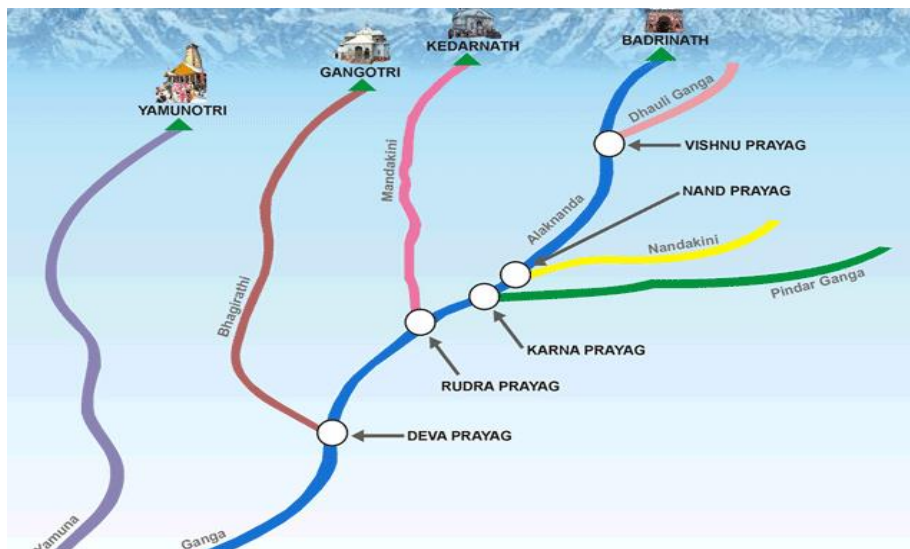 KEDARNATH
BADRINATH
GANGOTRI
YAMUNOTRI
Dhauli Ganga
VISHNU PRAYAG
Mandakini
NAND PRAYAG
Alaknanda
Nandakini
Pindar Ganga
Bhagirathi
KARNA PRAYAG
RUDRA PRAYAG
DEVA PRAYAG
Yamuna
Ganga